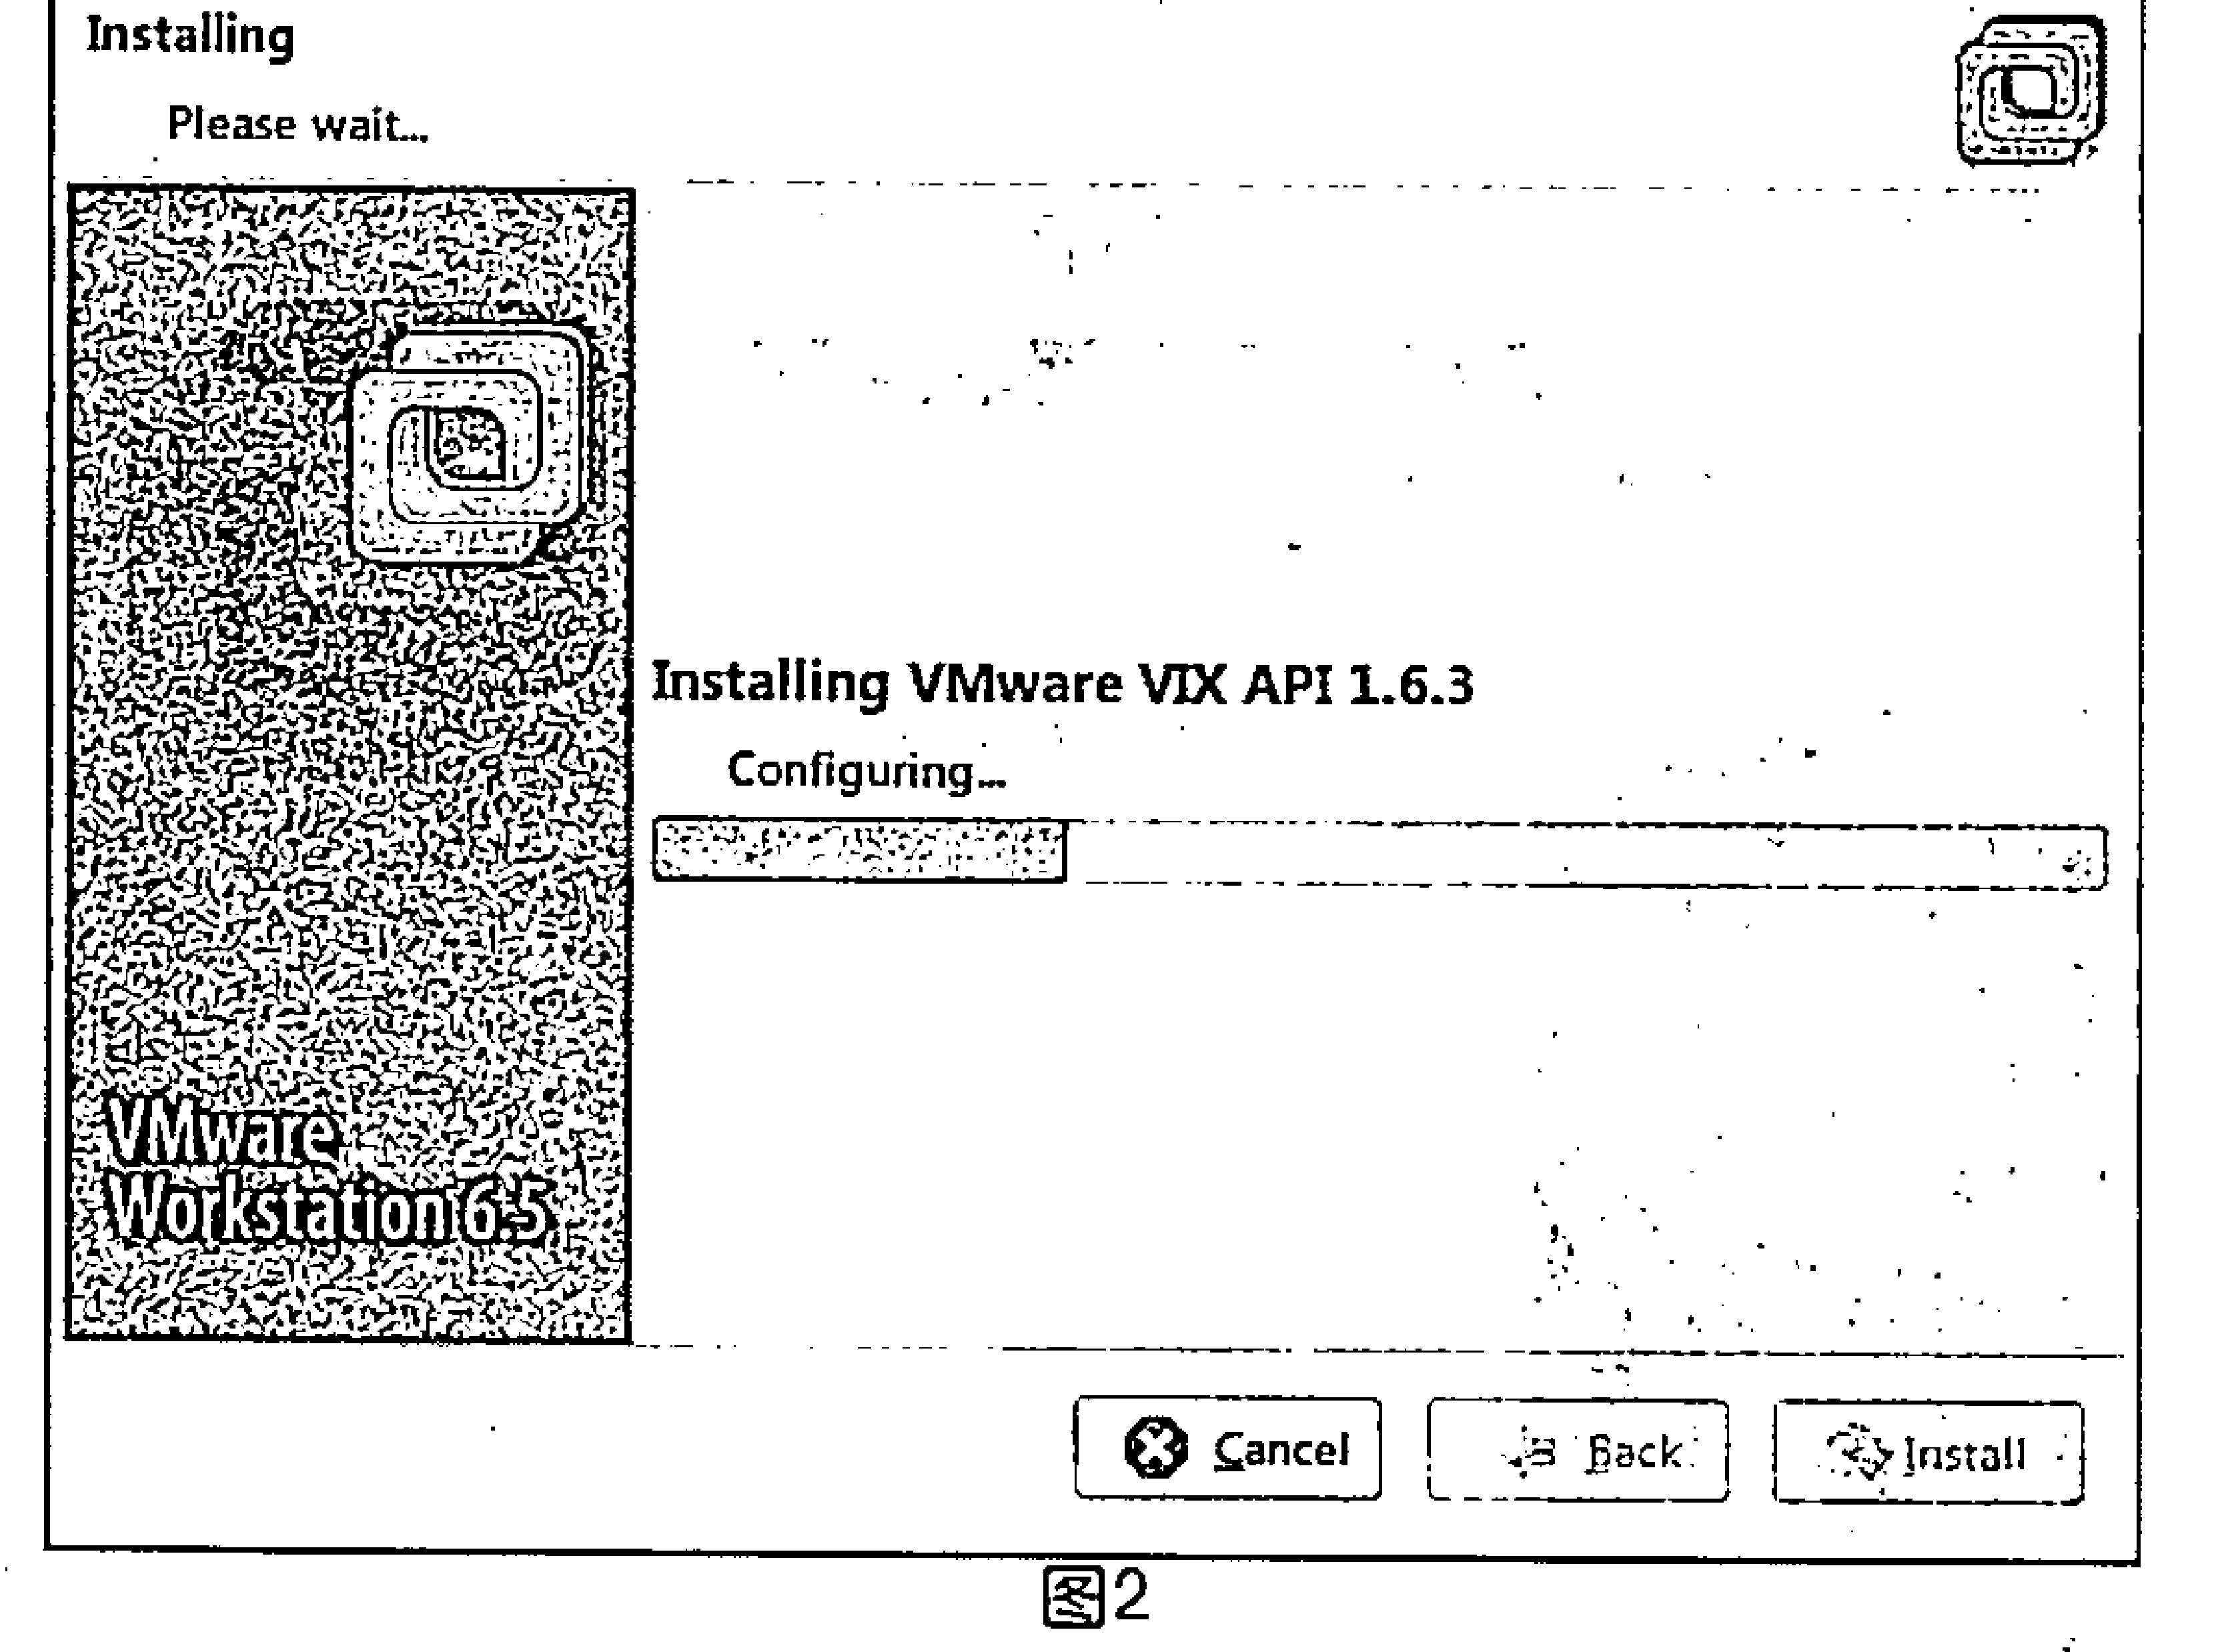 Installing
Please wait...
Installing VMware VIX API 1.6.3
Configuring...
VMware
Workstation 6.5
Cancel
Back
Install
图2